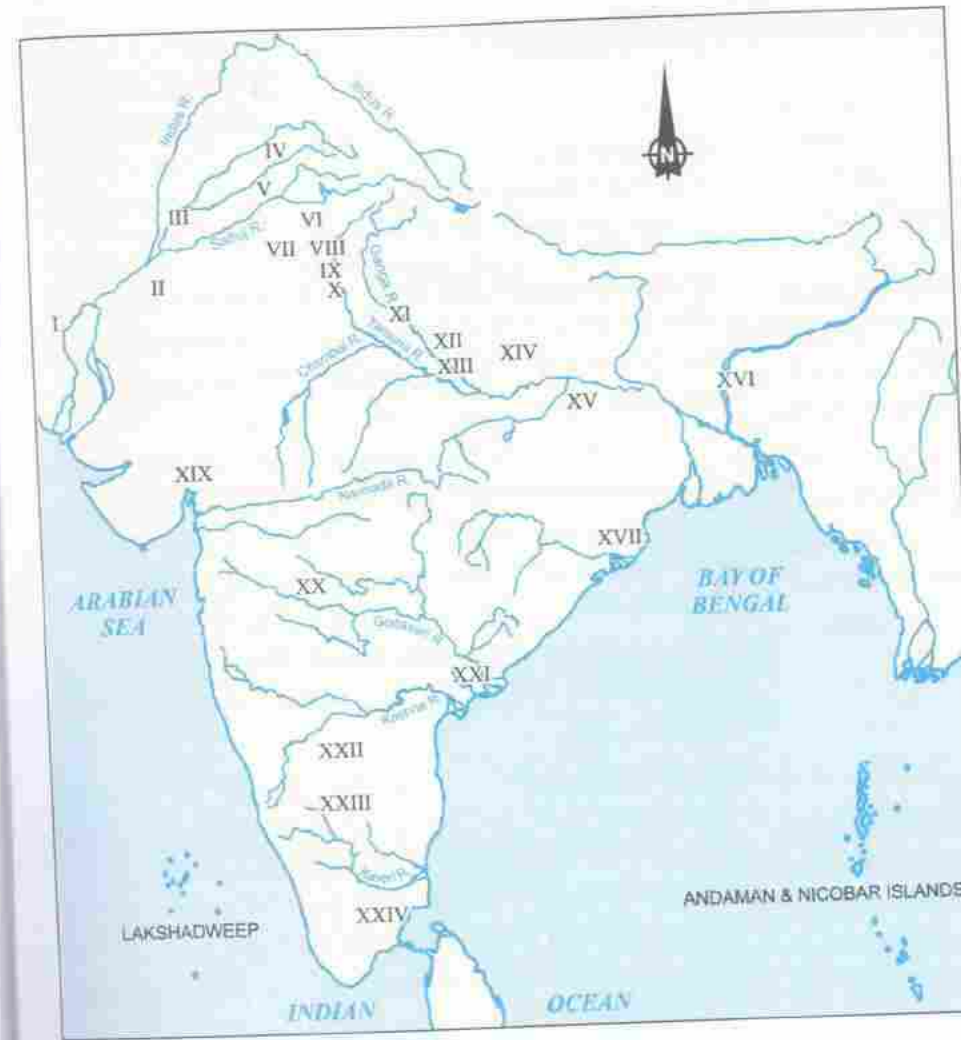 Indus R.
Indus R.
IV
V
III
Satluj R.
VI
VII
VIII
II
IX
X
Ganga R.
XI
I
XII
XIV
Yamuna R.
Chambal R.
XIII
XVI
XV
XIX
Narmada R.
XVII
ARABIAN
SEA
BAY OF
BENGAL
XX
Godavari R.
XXI
Krishna R.
XXII
XXIII
Kaveri R.
XXIV
LAKSHADWEEP
ANDAMAN & NICOBAR ISLANDS
INDIAN
OCEAN
N